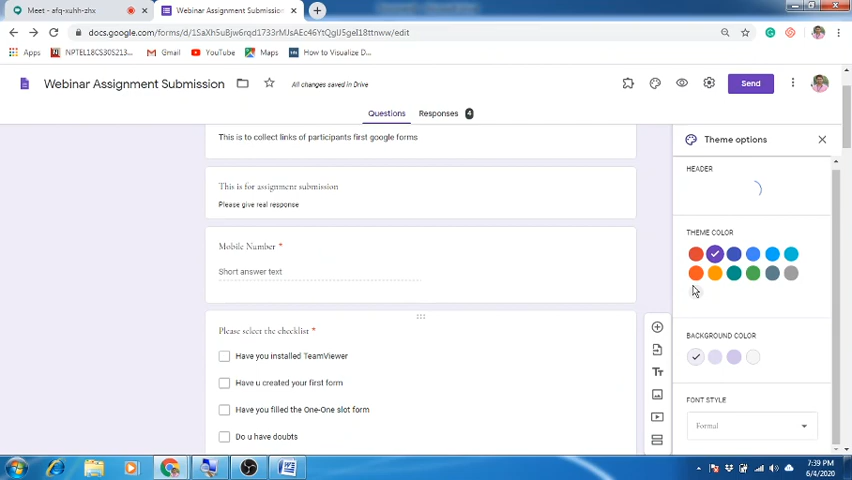 Meet - afq-xuhh-zhx
Webinar Assignment Submission
docs.google.com/forms/d/1SaXh5uBjw6rqd1733rMJsAEc46YtQglJ5gel18ttnww/edit
Apps
NPTEL18CS30S213...
Gmail
YouTube
Maps
How to Visualize D...
Webinar Assignment Submission
All changes saved in Drive
Send
Questions
Responses 4
This is to collect links of participants first google forms
This is for assignment submission
Please give real response
Mobile Number *
Short answer text
Please select the checklist *
Have you installed TeamViewer
Have u created your first form
Have you filled the One-One slot form
Do u have doubts
Theme options
HEADER
THEME COLOR
BACKGROUND COLOR
FONT STYLE
Formal
7:39 PM
6/4/2020